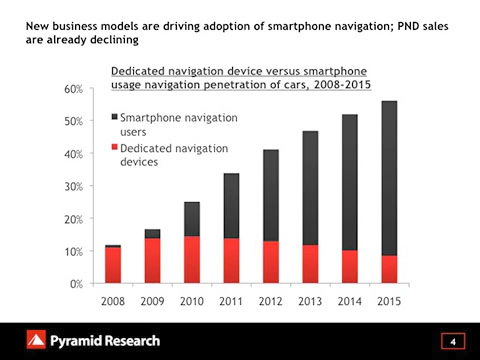 New business models are driving adoption of smartphone navigation; PND sales
are already declining
Dedicated navigation device versus smartphone
usage navigation penetration of cars, 2008-2015
60%
50%
40%
30%
20%
10%
0%
Smartphone navigation
users
Dedicated navigation
devices
2008 2009 2010 2011 2012 2013 2014 2015
Pyramid Research
4